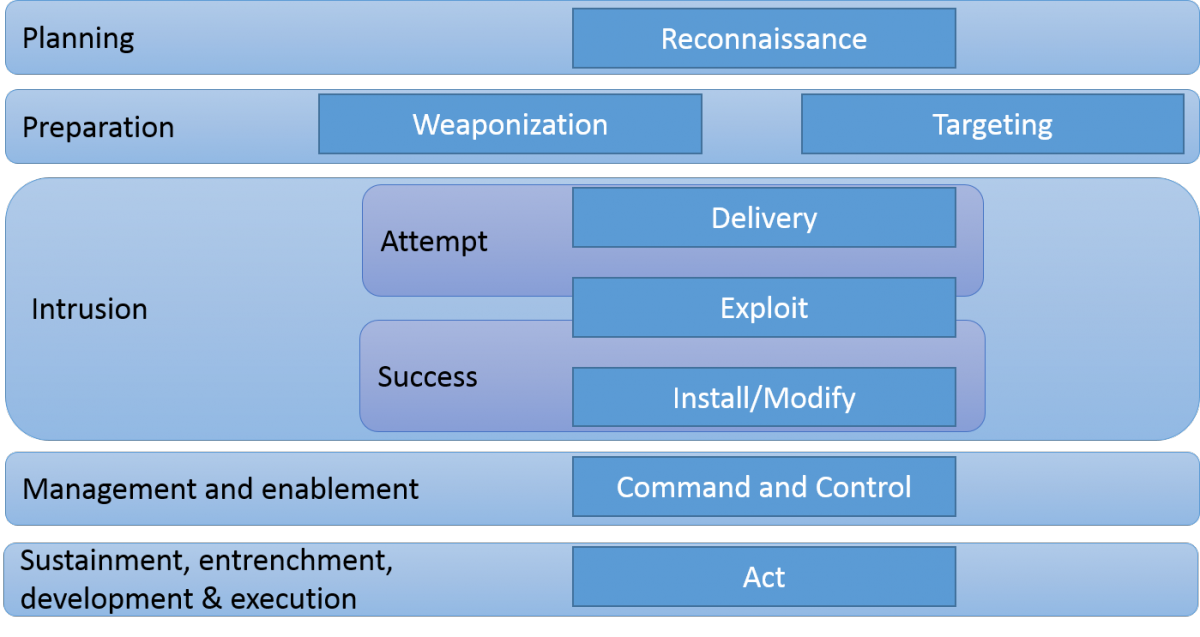 Planning
Reconnaissance
Preparation
Weaponization
Targeting
Intrusion
Attempt
Delivery
Exploit
Success
Install/Modify
Management and enablement
Command and Control
Sustainment, entrenchment,
development & execution
Act